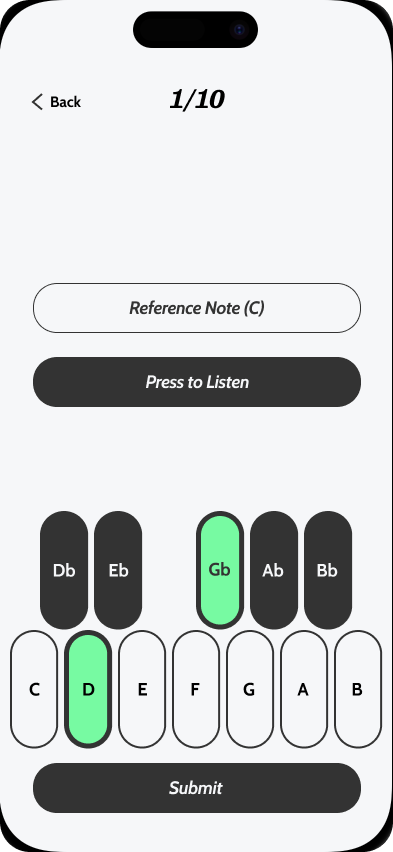 Back
1/10
Reference Note (C)
Press to Listen
Db Eb Gb Ab Bb
C D E F G A B
Submit